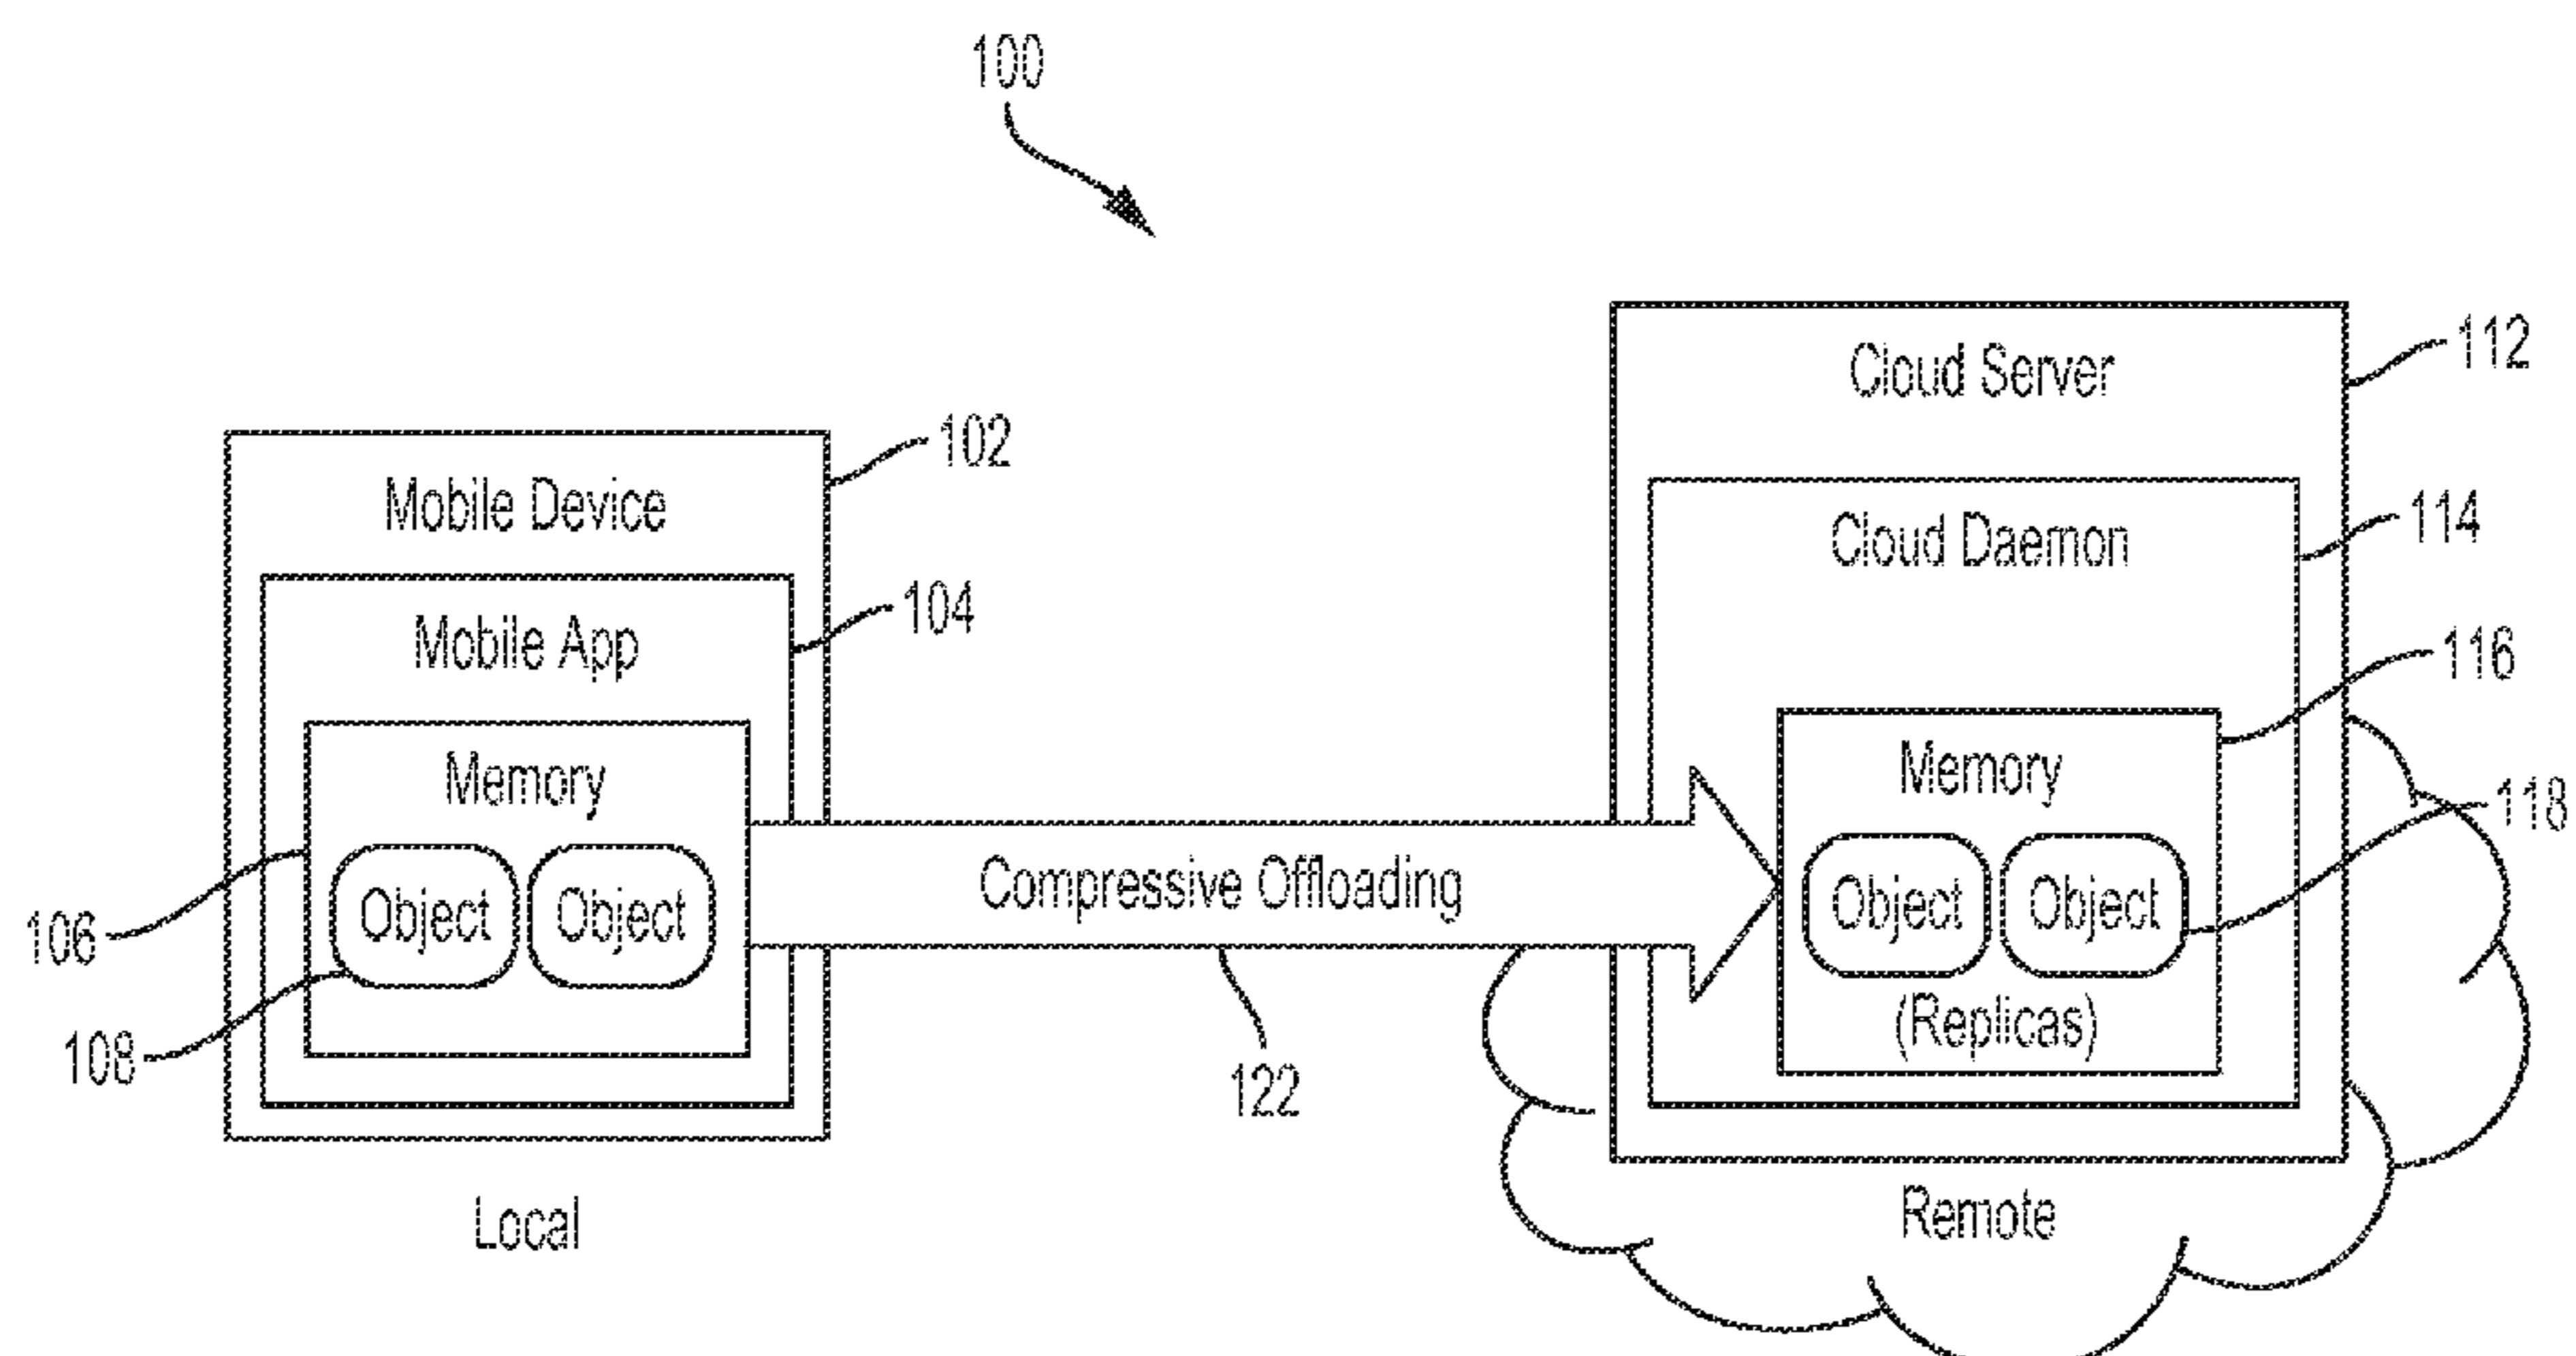 100
Mobile Device
102
Mobile App
104
Memory
106
Object
Object
108
Local
Compressive Offloading
122
Cloud Server
112
Cloud Daemon
114
116
Memory
118
Object
Object
(Replicas)
Remote